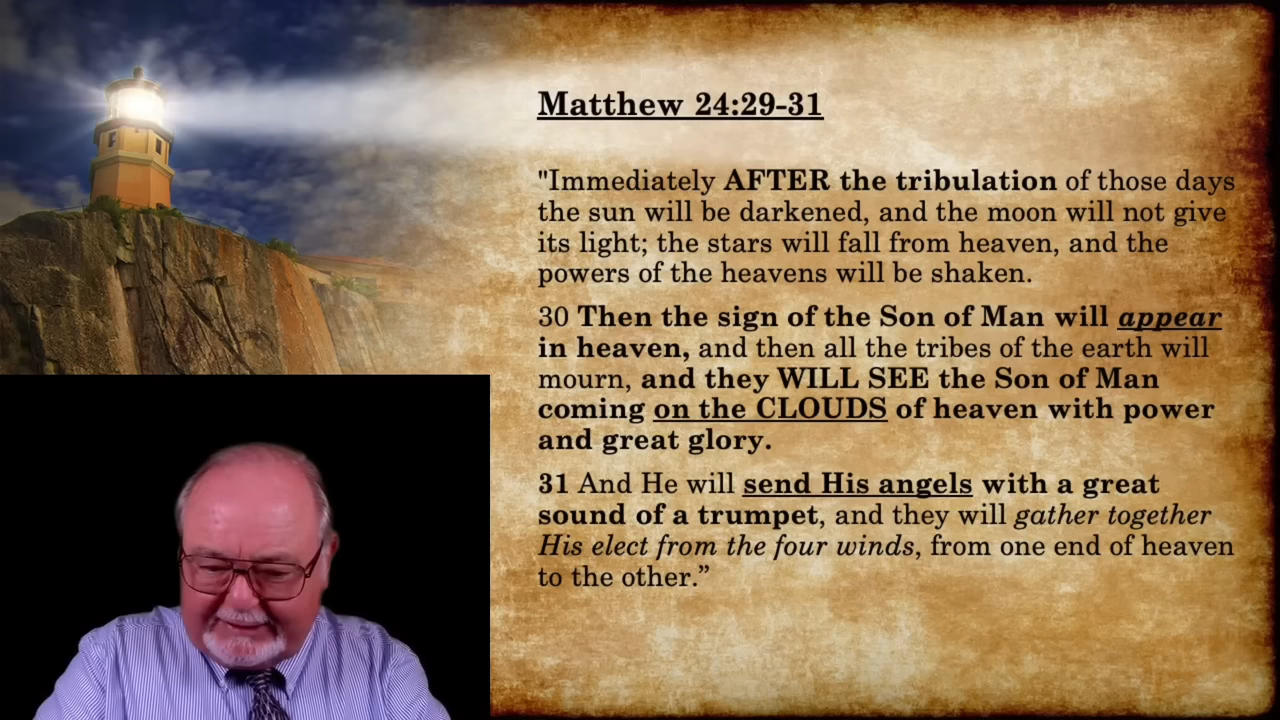 Matthew 24:29-31
"Immediately AFTER the tribulation of those days
the sun will be darkened, and the moon will not give
its light; the stars will fall from heaven, and the
powers of the heavens will be shaken.
30 Then the sign of the Son of Man will appear
in heaven, and then all the tribes of the earth will
mourn, and they WILL SEE the Son of Man
coming on the CLOUDS of heaven with power
and great glory.
31 And He will send His angels with a great
sound of a trumpet, and they will gather together
His elect from the four winds, from one end of heaven
to the other.”